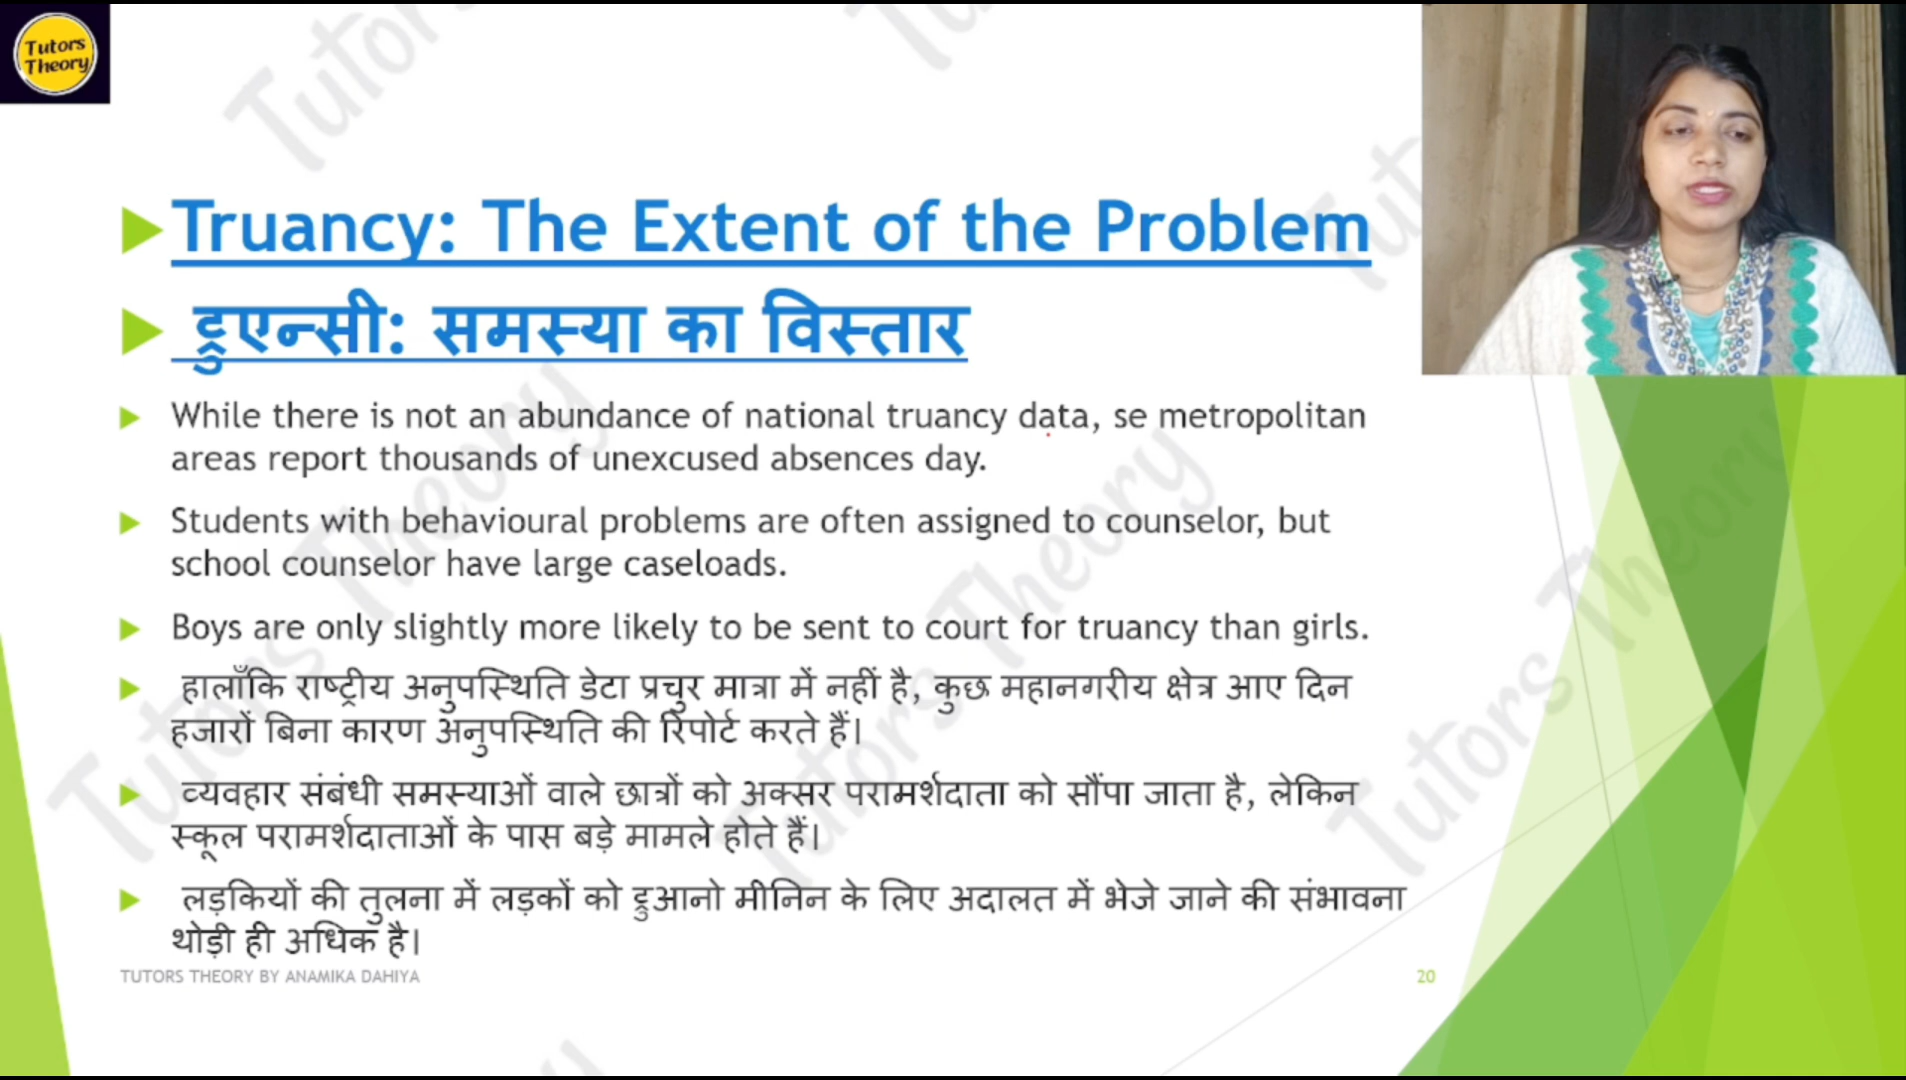 Tutors
Theory
Truancy: The Extent of the Problem
ड्रुएन्सी: समस्या का विस्तार
While there is not an abundance of national truancy data, se metropolitan
areas report thousands of unexcused absences day.
Students with behavioural problems are often assigned to counselor, but
school counselor have large caseloads.
Boys are only slightly more likely to be sent to court for truancy than girls.
हालाँकि राष्ट्रीय अनुपस्थिति डेटा प्रचुर मात्रा में नहीं है, कुछ महानगरीय क्षेत्र आए दिन
हजारों बिना कारण अनुपस्थिति की रिपोर्ट करते हैं।
व्यवहार संबंधी समस्याओं वाले छात्रों को अक्सर परामर्शदाता को सौंपा जाता है, लेकिन
स्कूल परामर्शदाताओं के पास बड़े मामले होते हैं।
लड़कियों की तुलना में लड़कों को ड्रुआनो मीनिन के लिए अदालत में भेजे जाने की संभावना
थोड़ी ही अधिक है।
TUTORS THEORY BY ANAMIKA DAHIYA
20